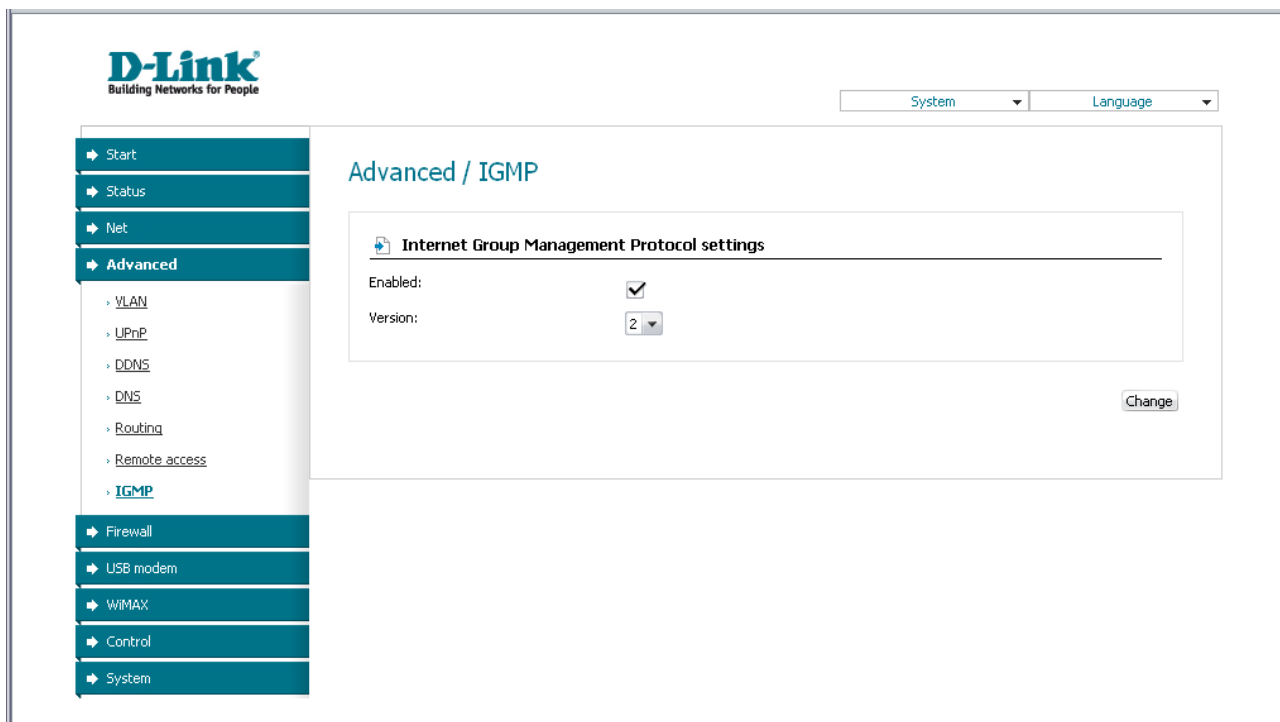 D-Link
Building Networks for People
System
Language
Start
Status
Net
Advanced
VLAN
UPnP
DDNS
DNS
Routing
Remote access
IGMP
Firewall
USB modem
WiMAX
Control
System
Advanced / IGMP
Internet Group Management Protocol settings
Enabled:
Version:
2
Change